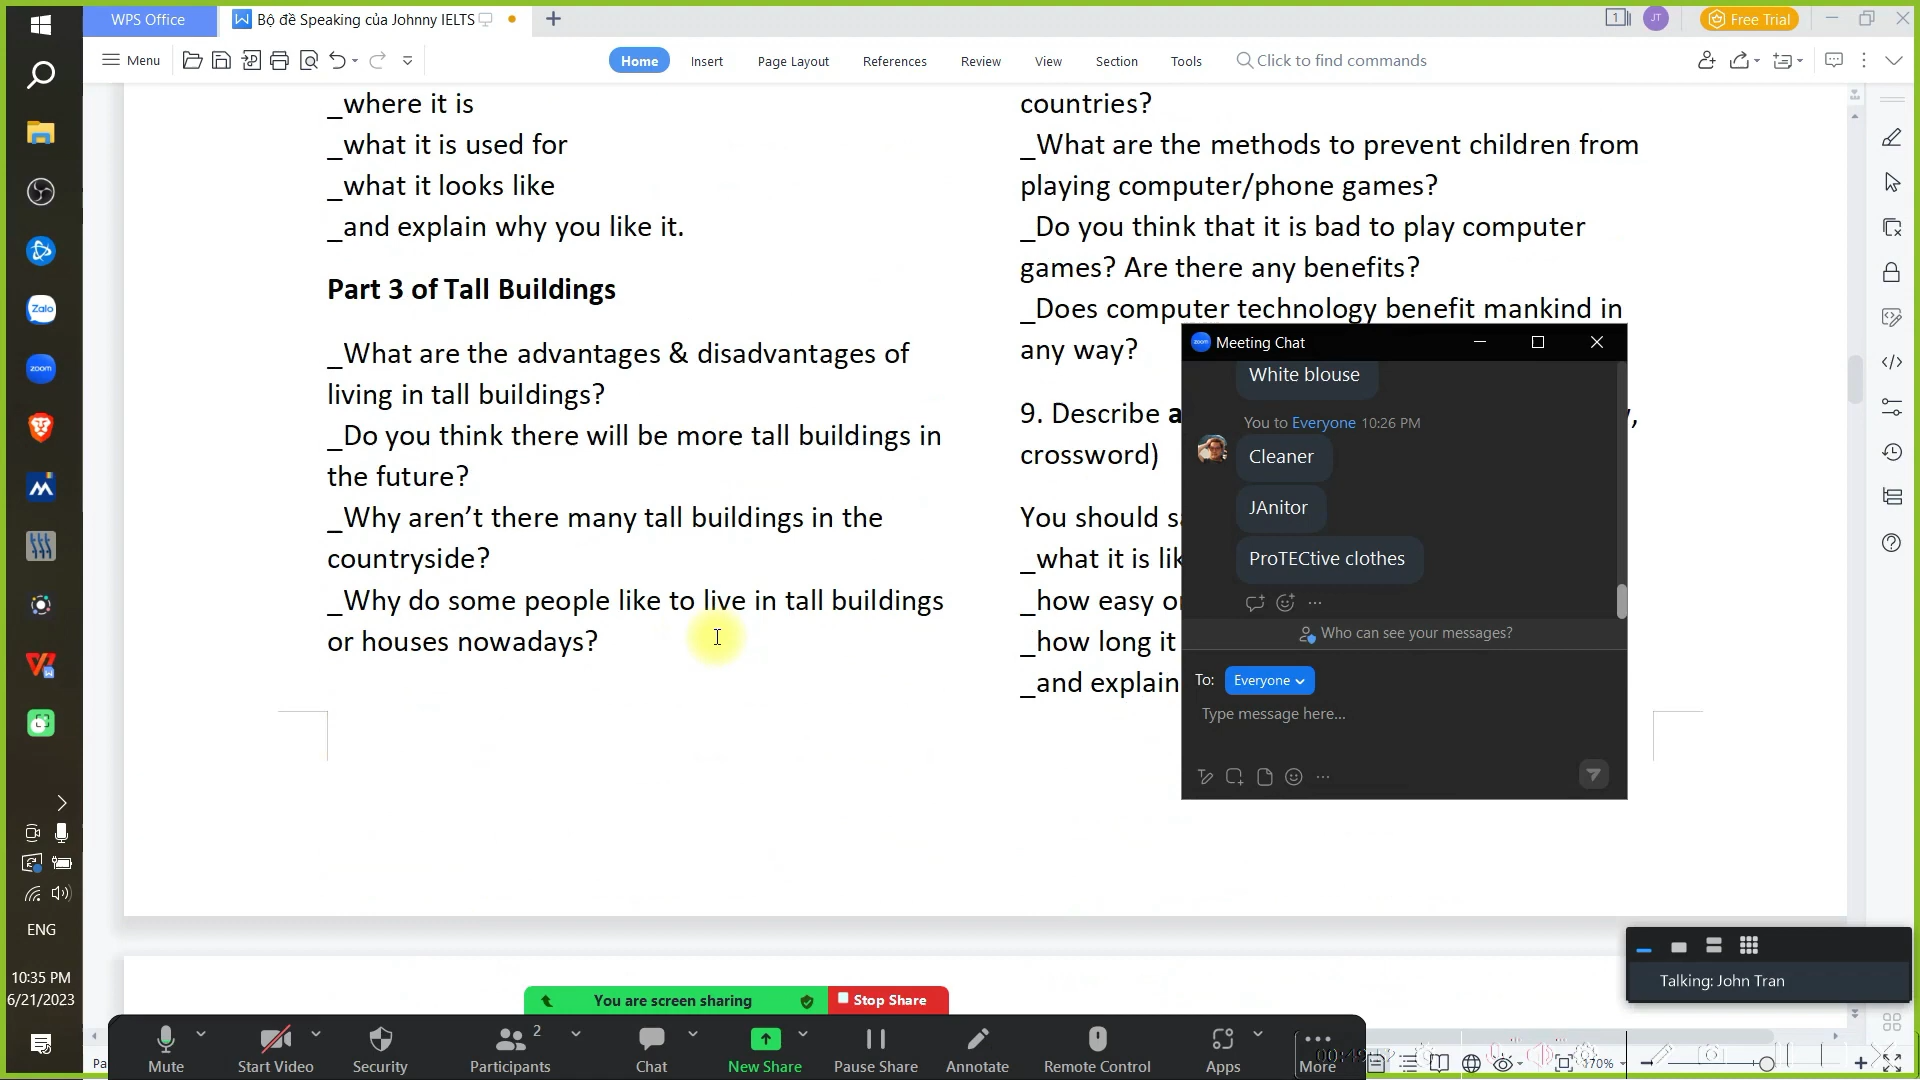 WPS Office
Bộ đề Speaking của Johnny IELTS
1
JT
Free Trial
Menu
Home
Insert
Page Layout
References
Review
View
Section
Tools
Click to find commands
_where it is
_what it is used for
_what it looks like
_and explain why you like it.
Part 3 of Tall Buildings
_What are the advantages & disadvantages of
living in tall buildings?
_Do you think there will be more tall buildings in
the future?
_Why aren’t there many tall buildings in the
countryside?
_Why do some people like to live in tall buildings
or houses nowadays?
countries?
_What are the methods to prevent children from
playing computer/phone games?
_Do you think that it is bad to play computer
games? Are there any benefits?
_Does computer technology benefit mankind in
any way?
9. Describe a
crossword)
You should s
_what it is lik
_how easy o
_how long it
_and explain
zoom
Meeting Chat
White blouse
You to Everyone 10:26 PM
Cleaner
JAnitor
ProTECtive clothes
Who can see your messages?
To: Everyone
Type message here...
Zalo
zoom
ENG
10:35 PM
6/21/2023
Talking: John Tran
You are screen sharing
Stop Share
Mute
Start Video
Security
Participants
2
Chat
New Share
Pause Share
Annotate
Remote Control
Apps
More
Pa
170%